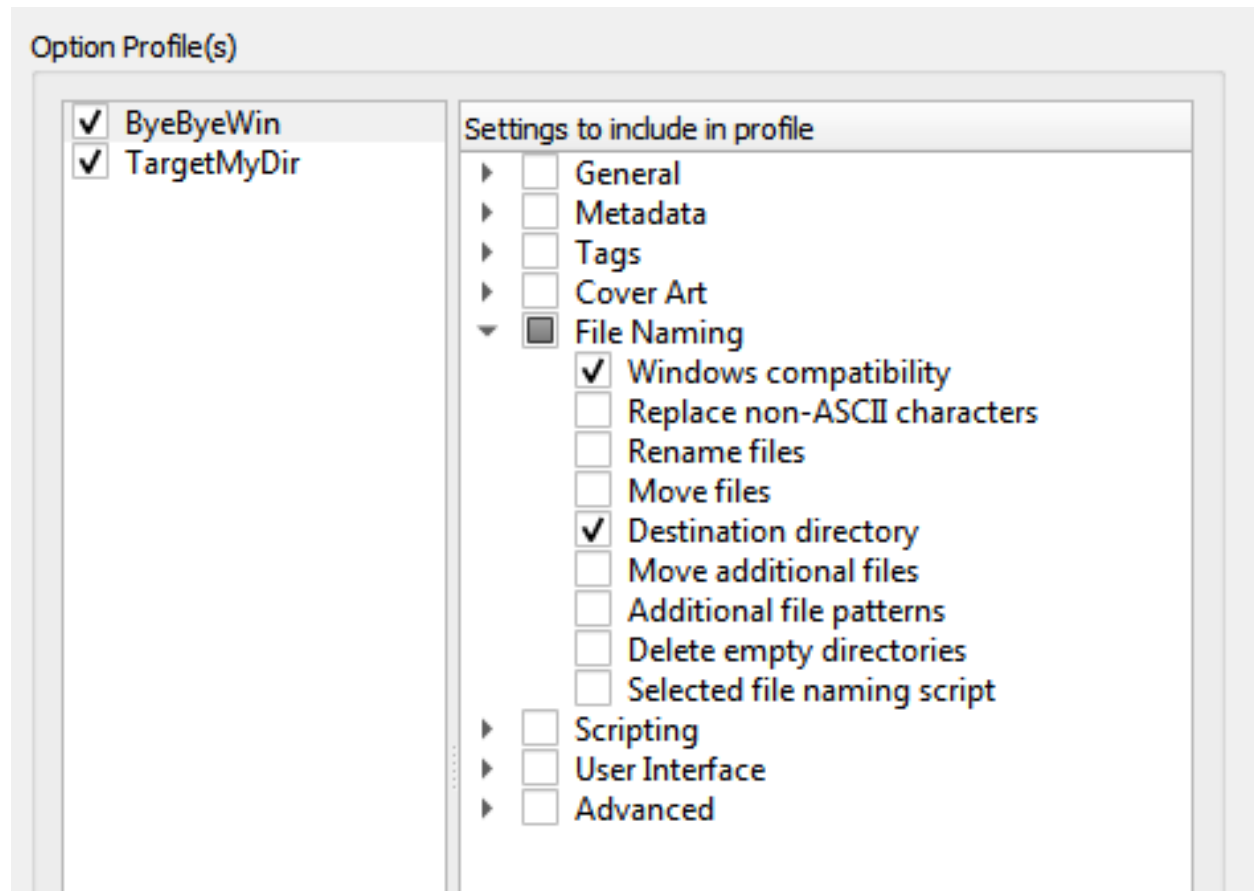 Option Profile(s)
ByeByeWin
TargetMyDir
Settings to include in profile
General
Metadata
Tags
Cover Art
File Naming
Windows compatibility
Replace non-ASCII characters
Rename files
Move files
Destination directory
Move additional files
Additional file patterns
Delete empty directories
Selected file naming script
Scripting
User Interface
Advanced